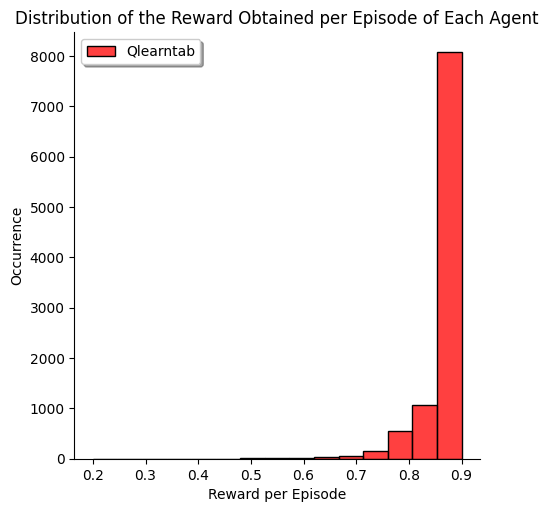 Distribution of the Reward Obtained per Episode of Each Agent
Qlearntab
8000
7000
6000
5000
4000
3000
2000
1000
0
Occurrence
0.2 0.3 0.4 0.5 0.6 0.7 0.8 0.9
Reward per Episode